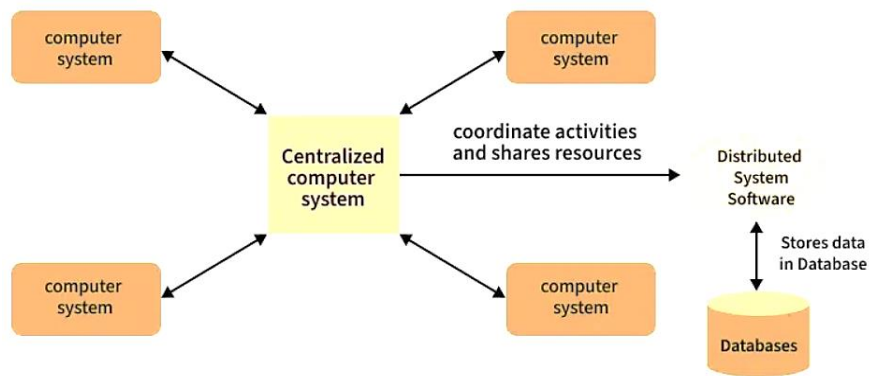 computer
system
computer
system
coordinate activities
and shares resources
Centralized
computer
system
Distributed
System
Software
Stores data
in Database
computer
system
computer
system
Databases